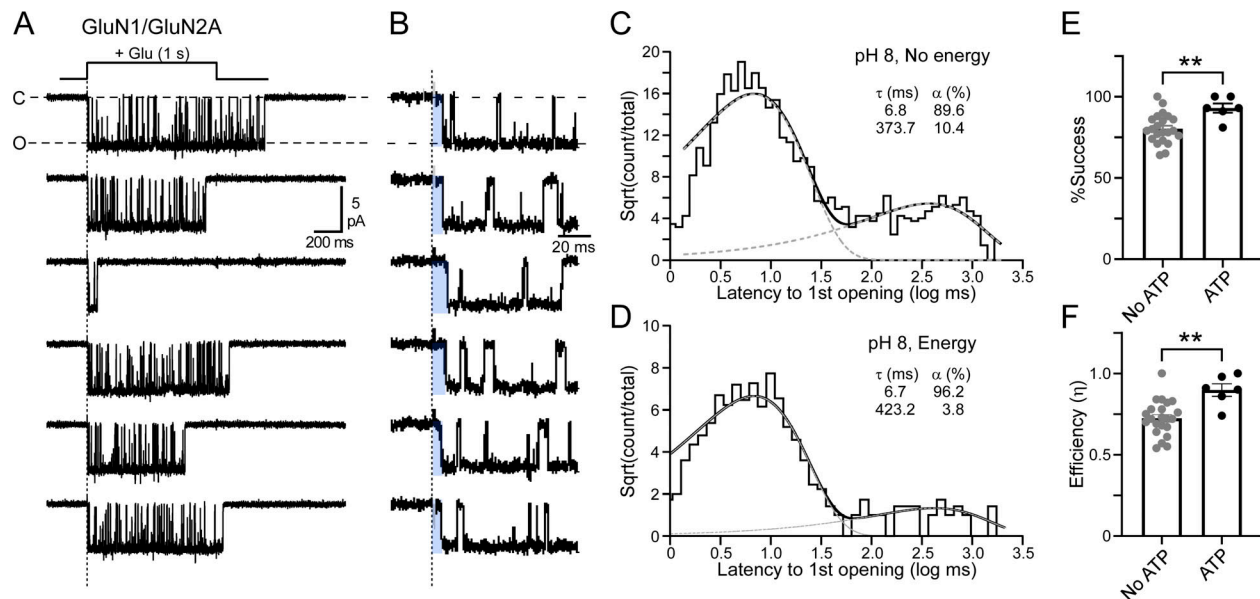 A
GluN1/GluN2A
+ Glu (1 s)
C
O
5
pA
200 ms
B
20 ms
C
20
16
12
8
4
0
Sqrt(count/total)
pH 8, No energy
τ (ms) α (%)
6.8 89.6
373.7 10.4
0 0.5 1.0 1.5 2.0 2.5 3.0 3.5
Latency to 1st opening (log ms)
D
10
8
6
4
2
0
Sqrt(count/total)
pH 8, Energy
τ (ms) α (%)
6.7 96.2
423.2 3.8
0 0.5 1.0 1.5 2.0 2.5 3.0 3.5
Latency to 1st opening (log ms)
E
**
100
50
0
%Success
No ATP
ATP
F
**
1.0
0.5
0
Efficiency (η)
No ATP
ATP